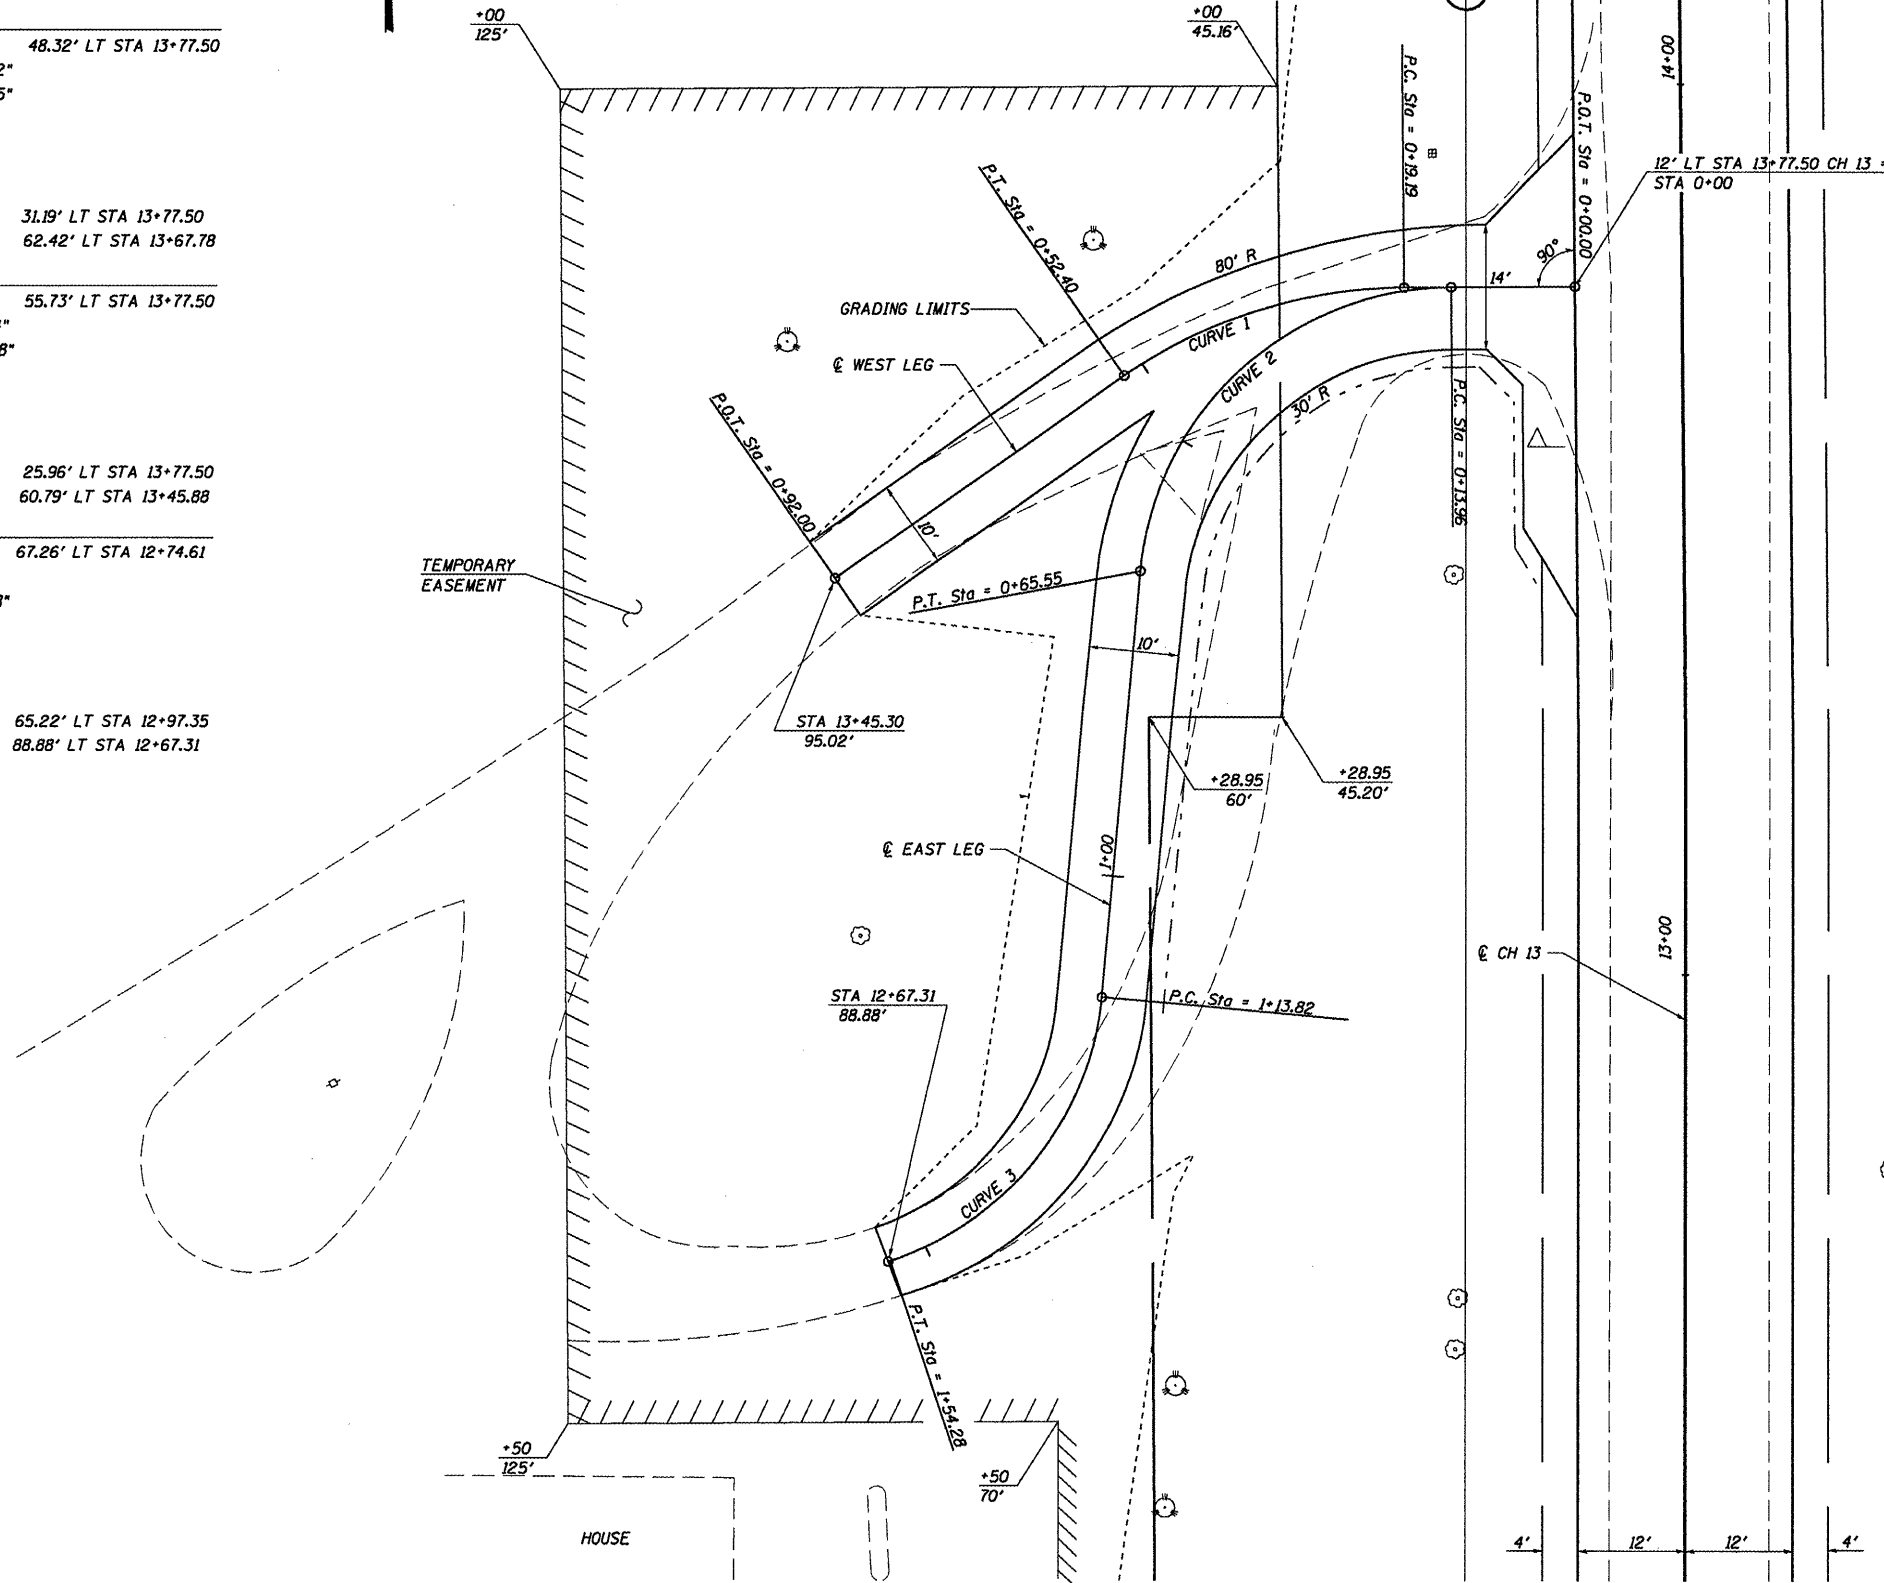 48.32' LT STA 13+77.50
2"
5"
31.19' LT STA 13+77.50
62.42' LT STA 13+67.78
55.73' LT STA 13+77.50
8"
25.96' LT STA 13+77.50
60.79' LT STA 13+45.88
67.26' LT STA 12+74.61
65.22' LT STA 12+97.35
88.88' LT STA 12+67.31
+00
125'
+00
45.16'
P.C. Sta = 0+19.19
14+00
P.O.T. Sta = 0+00.00
12' LT STA 13+77.50 CH 13 =
STA 0+00
P.T. Sta = 0+52.40
90°
80' R
14'
GRADING LIMITS
CURVE 1
℄ WEST LEG
CURVE 2
30' R
P.C. Sta = 0+13.96
P.O.T. Sta = 0+92.00
10'
TEMPORARY
EASEMENT
P.T. Sta = 0+65.55
10'
STA 13+45.30
95.02'
+28.95
60'
+28.95
45.20'
℄ EAST LEG
1+00
13+00
℄ CH 13
STA 12+67.31
88.88'
P.C. Sta = 1+13.82
CURVE 3
P.T. Sta = 1+54.28
+50
125'
+50
70'
HOUSE
4'
12'
12'
4'